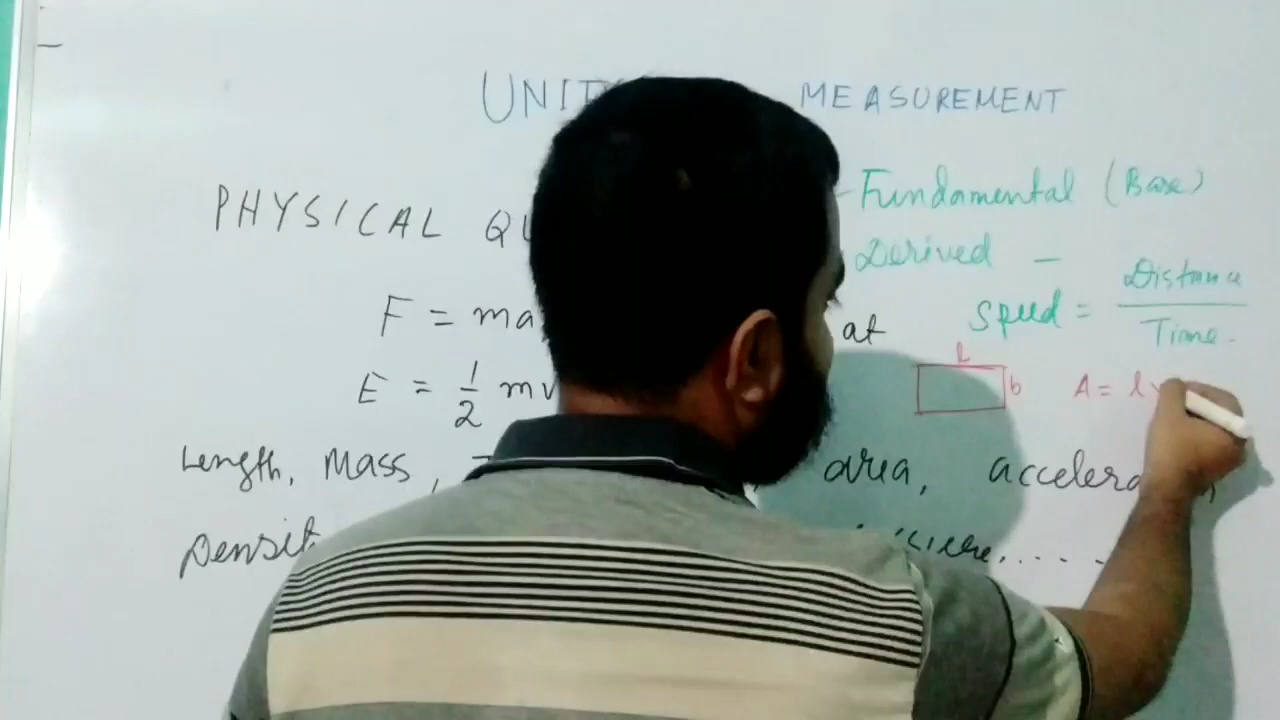 UNIT MEASUREMENT
PHYSICAL QU
Fundamental (Base)
Derived -
Speed = Distance
Time.
F = ma at
E = 1/2 mv
l
b
A = l x
Length, Mass, area, accelera
Densit ssure, ....